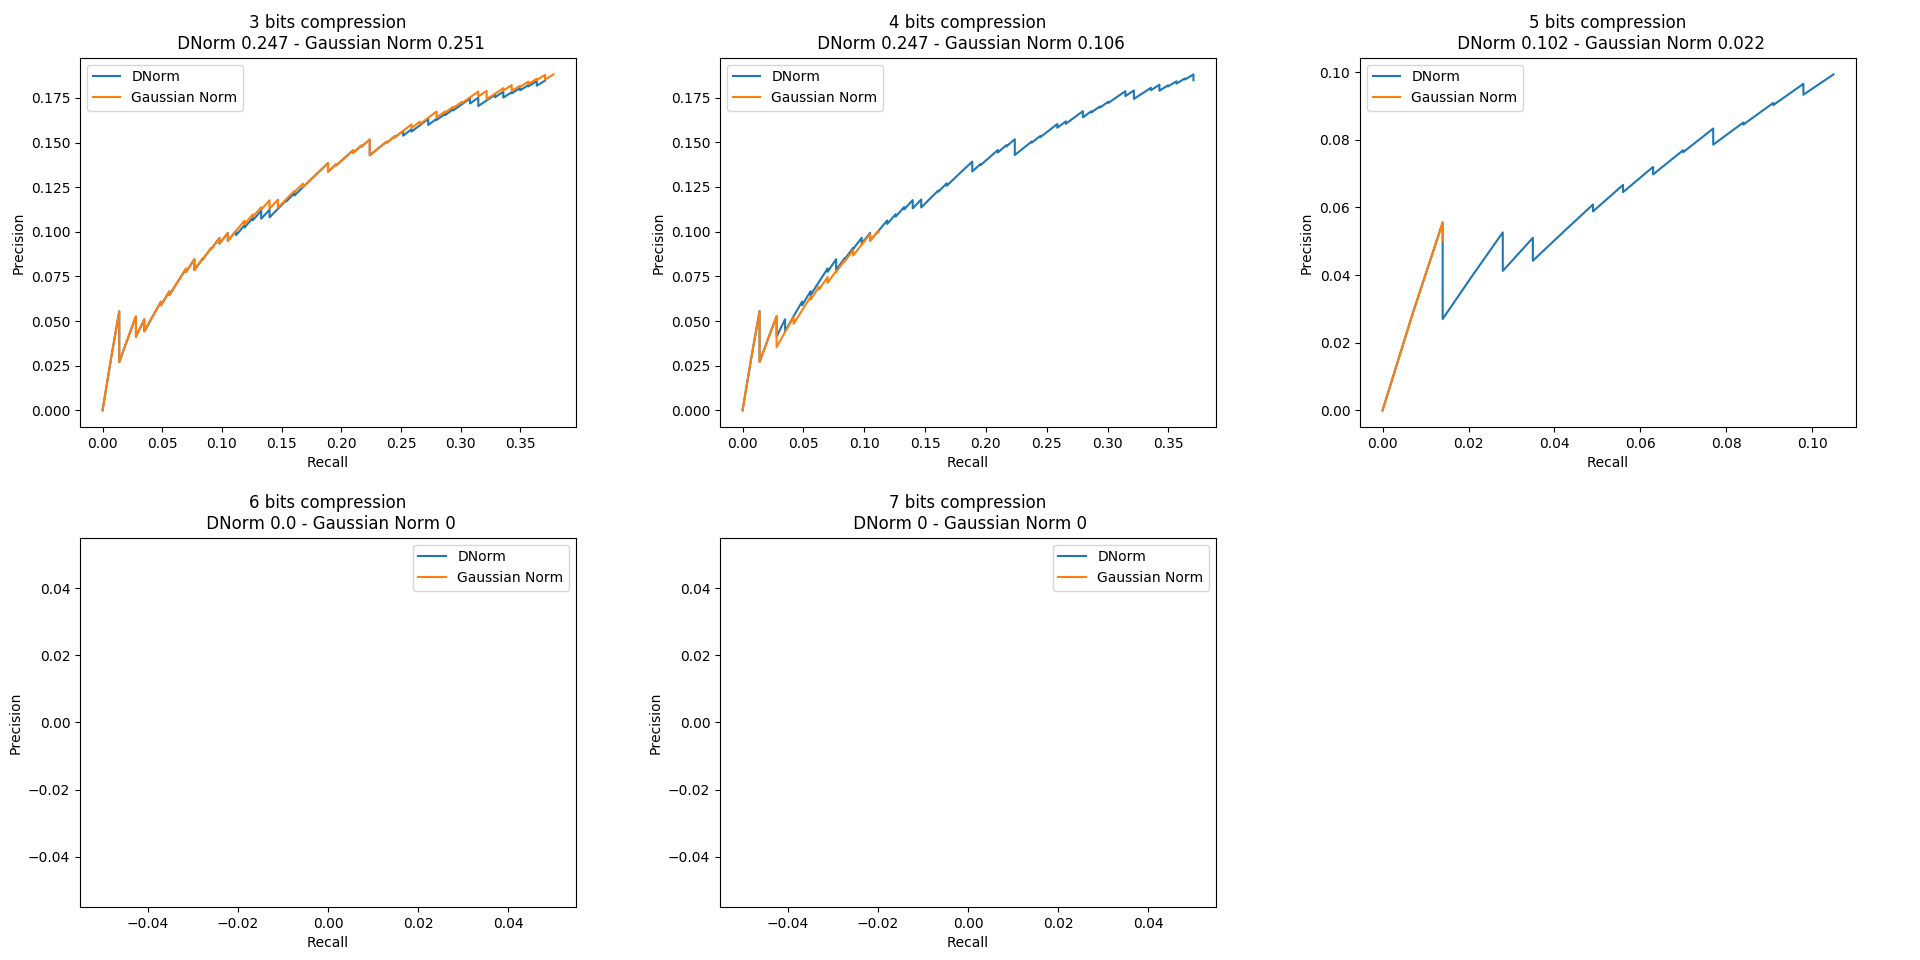 3 bits compression
DNorm 0.247 - Gaussian Norm 0.251
DNorm
Gaussian Norm
0.175
0.150
0.125
0.100
0.075
0.050
0.025
0.000
Precision
0.00 0.05 0.10 0.15 0.20 0.25 0.30 0.35
Recall
4 bits compression
DNorm 0.247 - Gaussian Norm 0.106
DNorm
Gaussian Norm
0.175
0.150
0.125
0.100
0.075
0.050
0.025
0.000
Precision
0.00 0.05 0.10 0.15 0.20 0.25 0.30 0.35
Recall
5 bits compression
DNorm 0.102 - Gaussian Norm 0.022
DNorm
Gaussian Norm
0.10
0.08
0.06
0.04
0.02
0.00
Precision
0.00 0.02 0.04 0.06 0.08 0.10
Recall
6 bits compression
DNorm 0.0 - Gaussian Norm 0
DNorm
Gaussian Norm
0.04
0.02
0.00
−0.02
−0.04
Precision
−0.04 −0.02 0.00 0.02 0.04
Recall
7 bits compression
DNorm 0 - Gaussian Norm 0
DNorm
Gaussian Norm
0.04
0.02
0.00
−0.02
−0.04
Precision
−0.04 −0.02 0.00 0.02 0.04
Recall